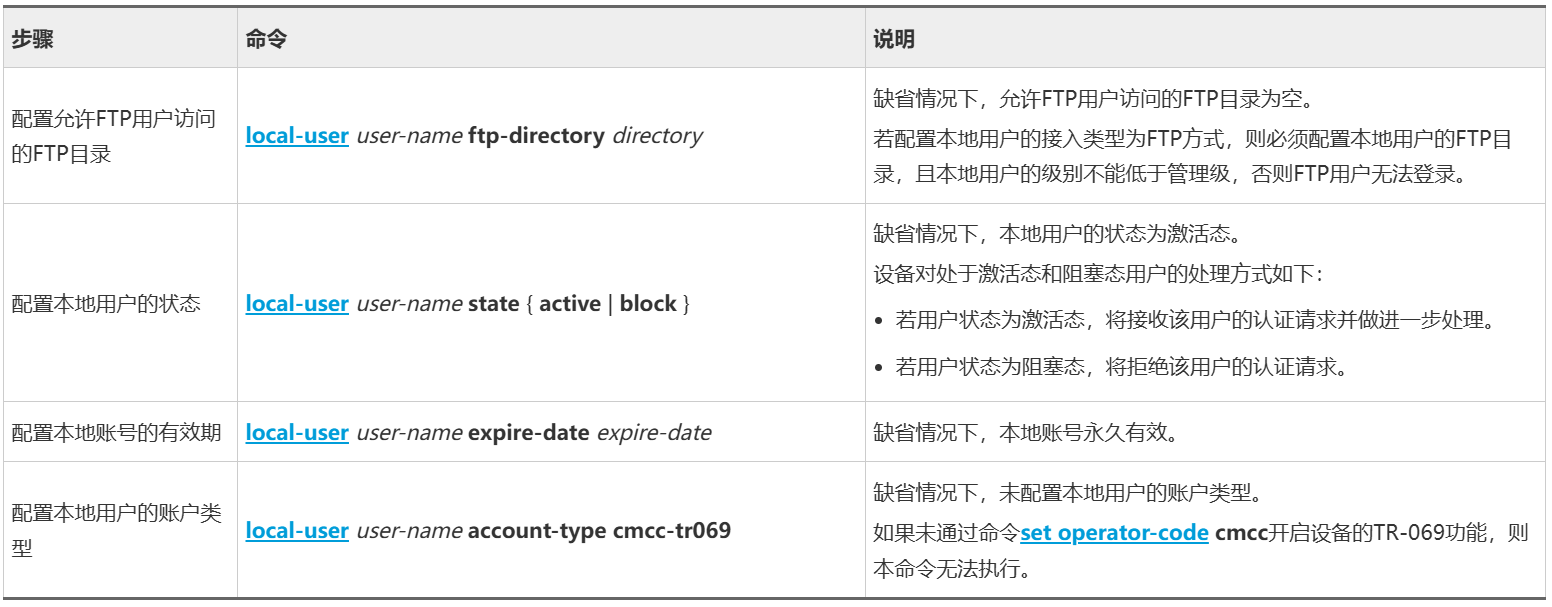 步骤
命令
说明
配置允许FTP用户访问
的FTP目录
local-user user-name ftp-directory directory
缺省情况下，允许FTP用户访问的FTP目录为空。
若配置本地用户的接入类型为FTP方式，则必须配置本地用户的FTP目
录，且本地用户的级别不能低于管理级，否则FTP用户无法登录。
配置本地用户的状态
local-user user-name state { active | block }
缺省情况下，本地用户的状态为激活态。
设备对处于激活态和阻塞态用户的处理方式如下：
• 若用户状态为激活态，将接收该用户的认证请求并做进一步处理。
• 若用户状态为阻塞态，将拒绝该用户的认证请求。
配置本地账号的有效期
local-user user-name expire-date expire-date
缺省情况下，本地账号永久有效。
配置本地用户的账户类
型
local-user user-name account-type cmcc-tr069
缺省情况下，未配置本地用户的账户类型。
如果未通过命令set operator-code cmcc开启设备的TR-069功能，则
本命令无法执行。